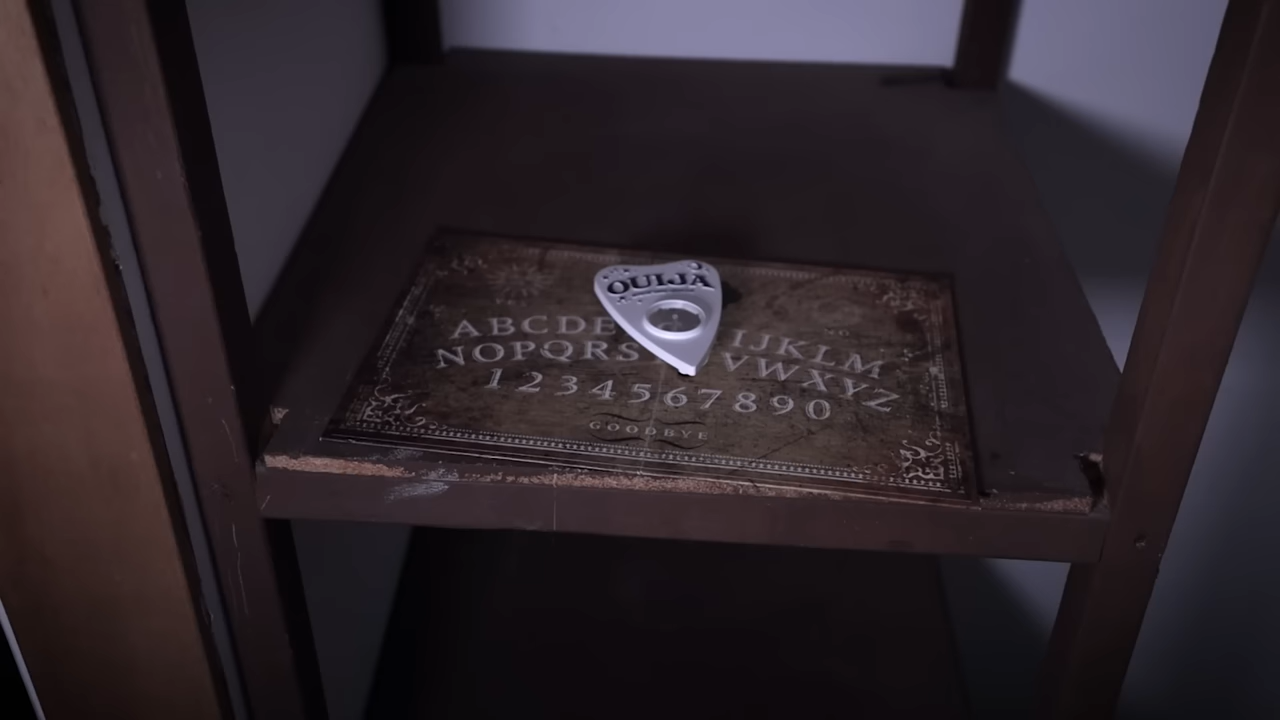 OUIJA
ABCDE IJKLM
NOPQRS VWXYZ
1234567890
GOODBYE